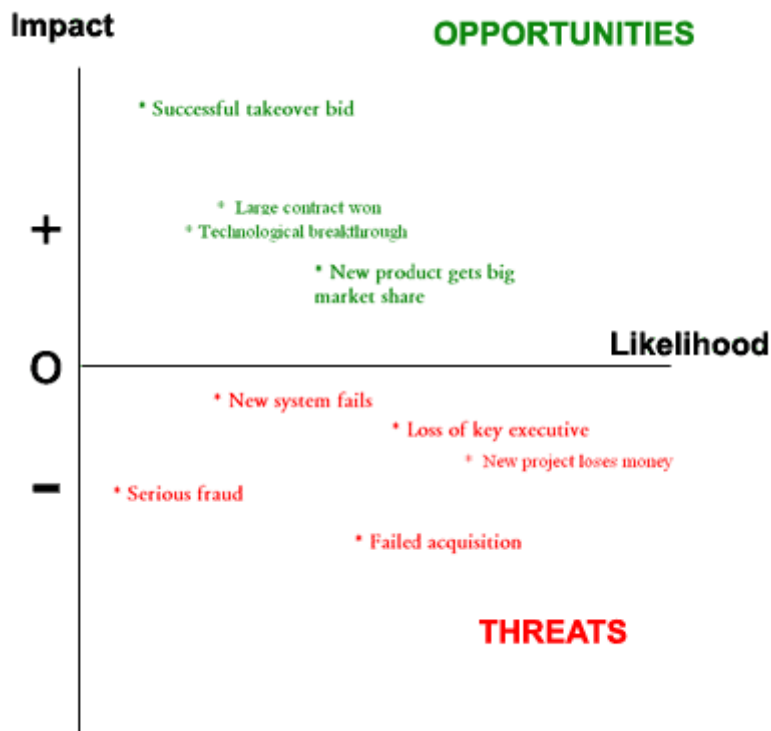 Impact
OPPORTUNITIES
* Successful takeover bid
* Large contract won
+
* Technological breakthrough
* New product gets big
market share
Likelihood
O
* New system fails
* Loss of key executive
* New project loses money
-
* Serious fraud
* Failed acquisition
THREATS